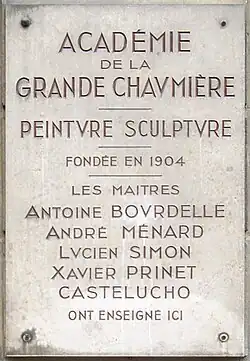 ACADÉMIE
DE LA
GRANDE CHAVMIÈRE
PEINTVRE SCVLPTVRE
FONDÉE EN 1904
LES MAITRES
ANTOINE BOVRDELLE
ANDRÉ MÉNARD
LVCIEN SIMON
XAVIER PRINET
CASTELUCHO
ONT ENSEIGNÉ ICI